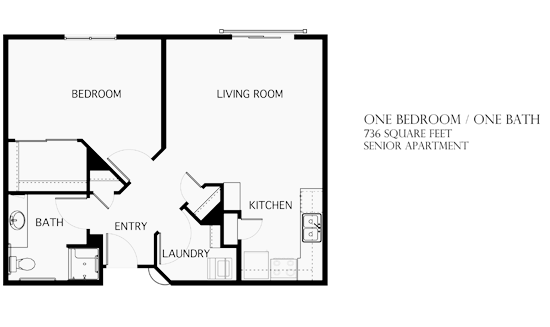 BEDROOM
LIVING ROOM
ONE BEDROOM / ONE BATH
736 SQUARE FEET
SENIOR APARTMENT
KITCHEN
BATH
ENTRY
LAUNDRY